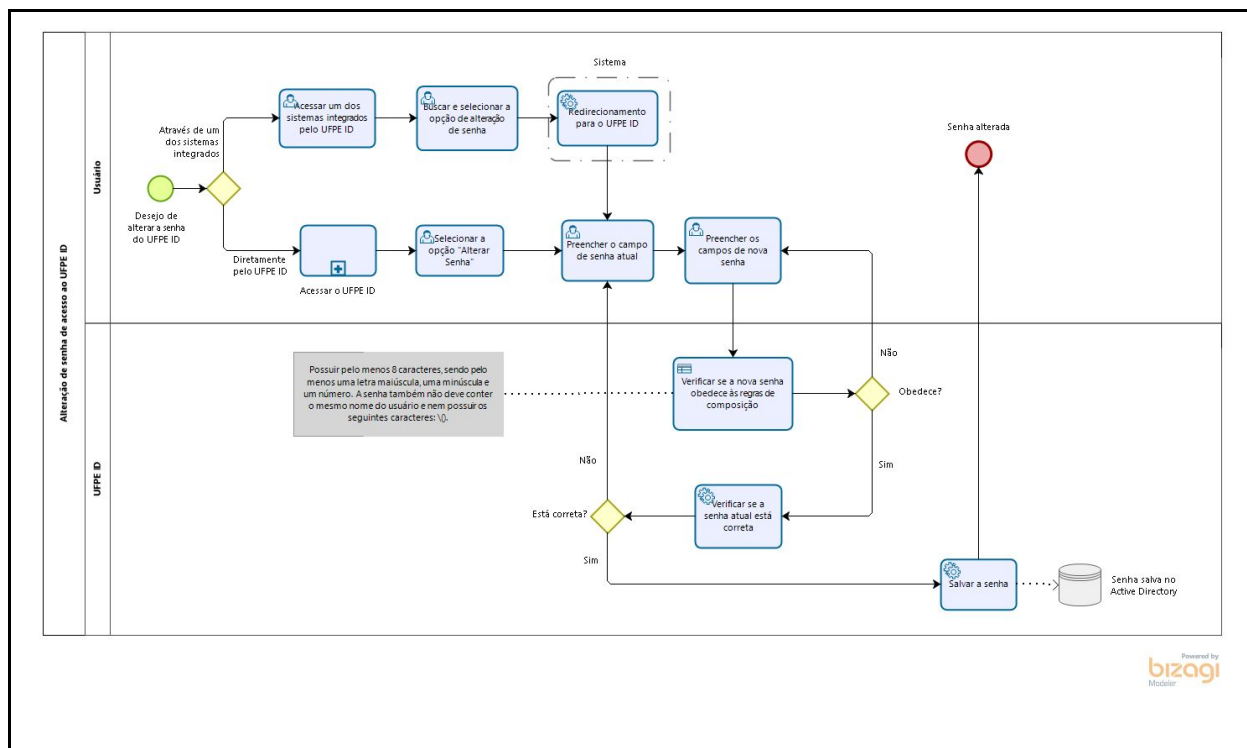 Alteração de senha de acesso ao UFPE ID
Usuário
Sistema
Acessar um dos
sistemas integrados
pelo UFPE ID
Buscar e selecionar a
opção de alteração
de senha
Redirecionamento
para o UFPE ID
Através de um
dos sistemas
integrados
Senha alterada
Desejo de
alterar a senha
do UFPE ID
Diretamente
pelo UFPE ID
Acessar o UFPE ID
Selecionar a
opção "Alterar
Senha"
Preencher o campo
de senha atual
Preencher os
campos de nova
senha
UFPE ID
Possuir pelo menos 8 caracteres, sendo pelo
menos uma letra maiúscula, uma minúscula e
um número. A senha também não deve conter
o mesmo nome do usuário e nem possuir os
seguintes caracteres: \().
Verificar se a nova senha
obedece às regras de
composição
Não
Obedece?
Sim
Não
Verificar se a
senha atual está
correta
Está correta?
Sim
Salvar a senha
Senha salva no
Active Directory
Powered by
bizagi
Modeler